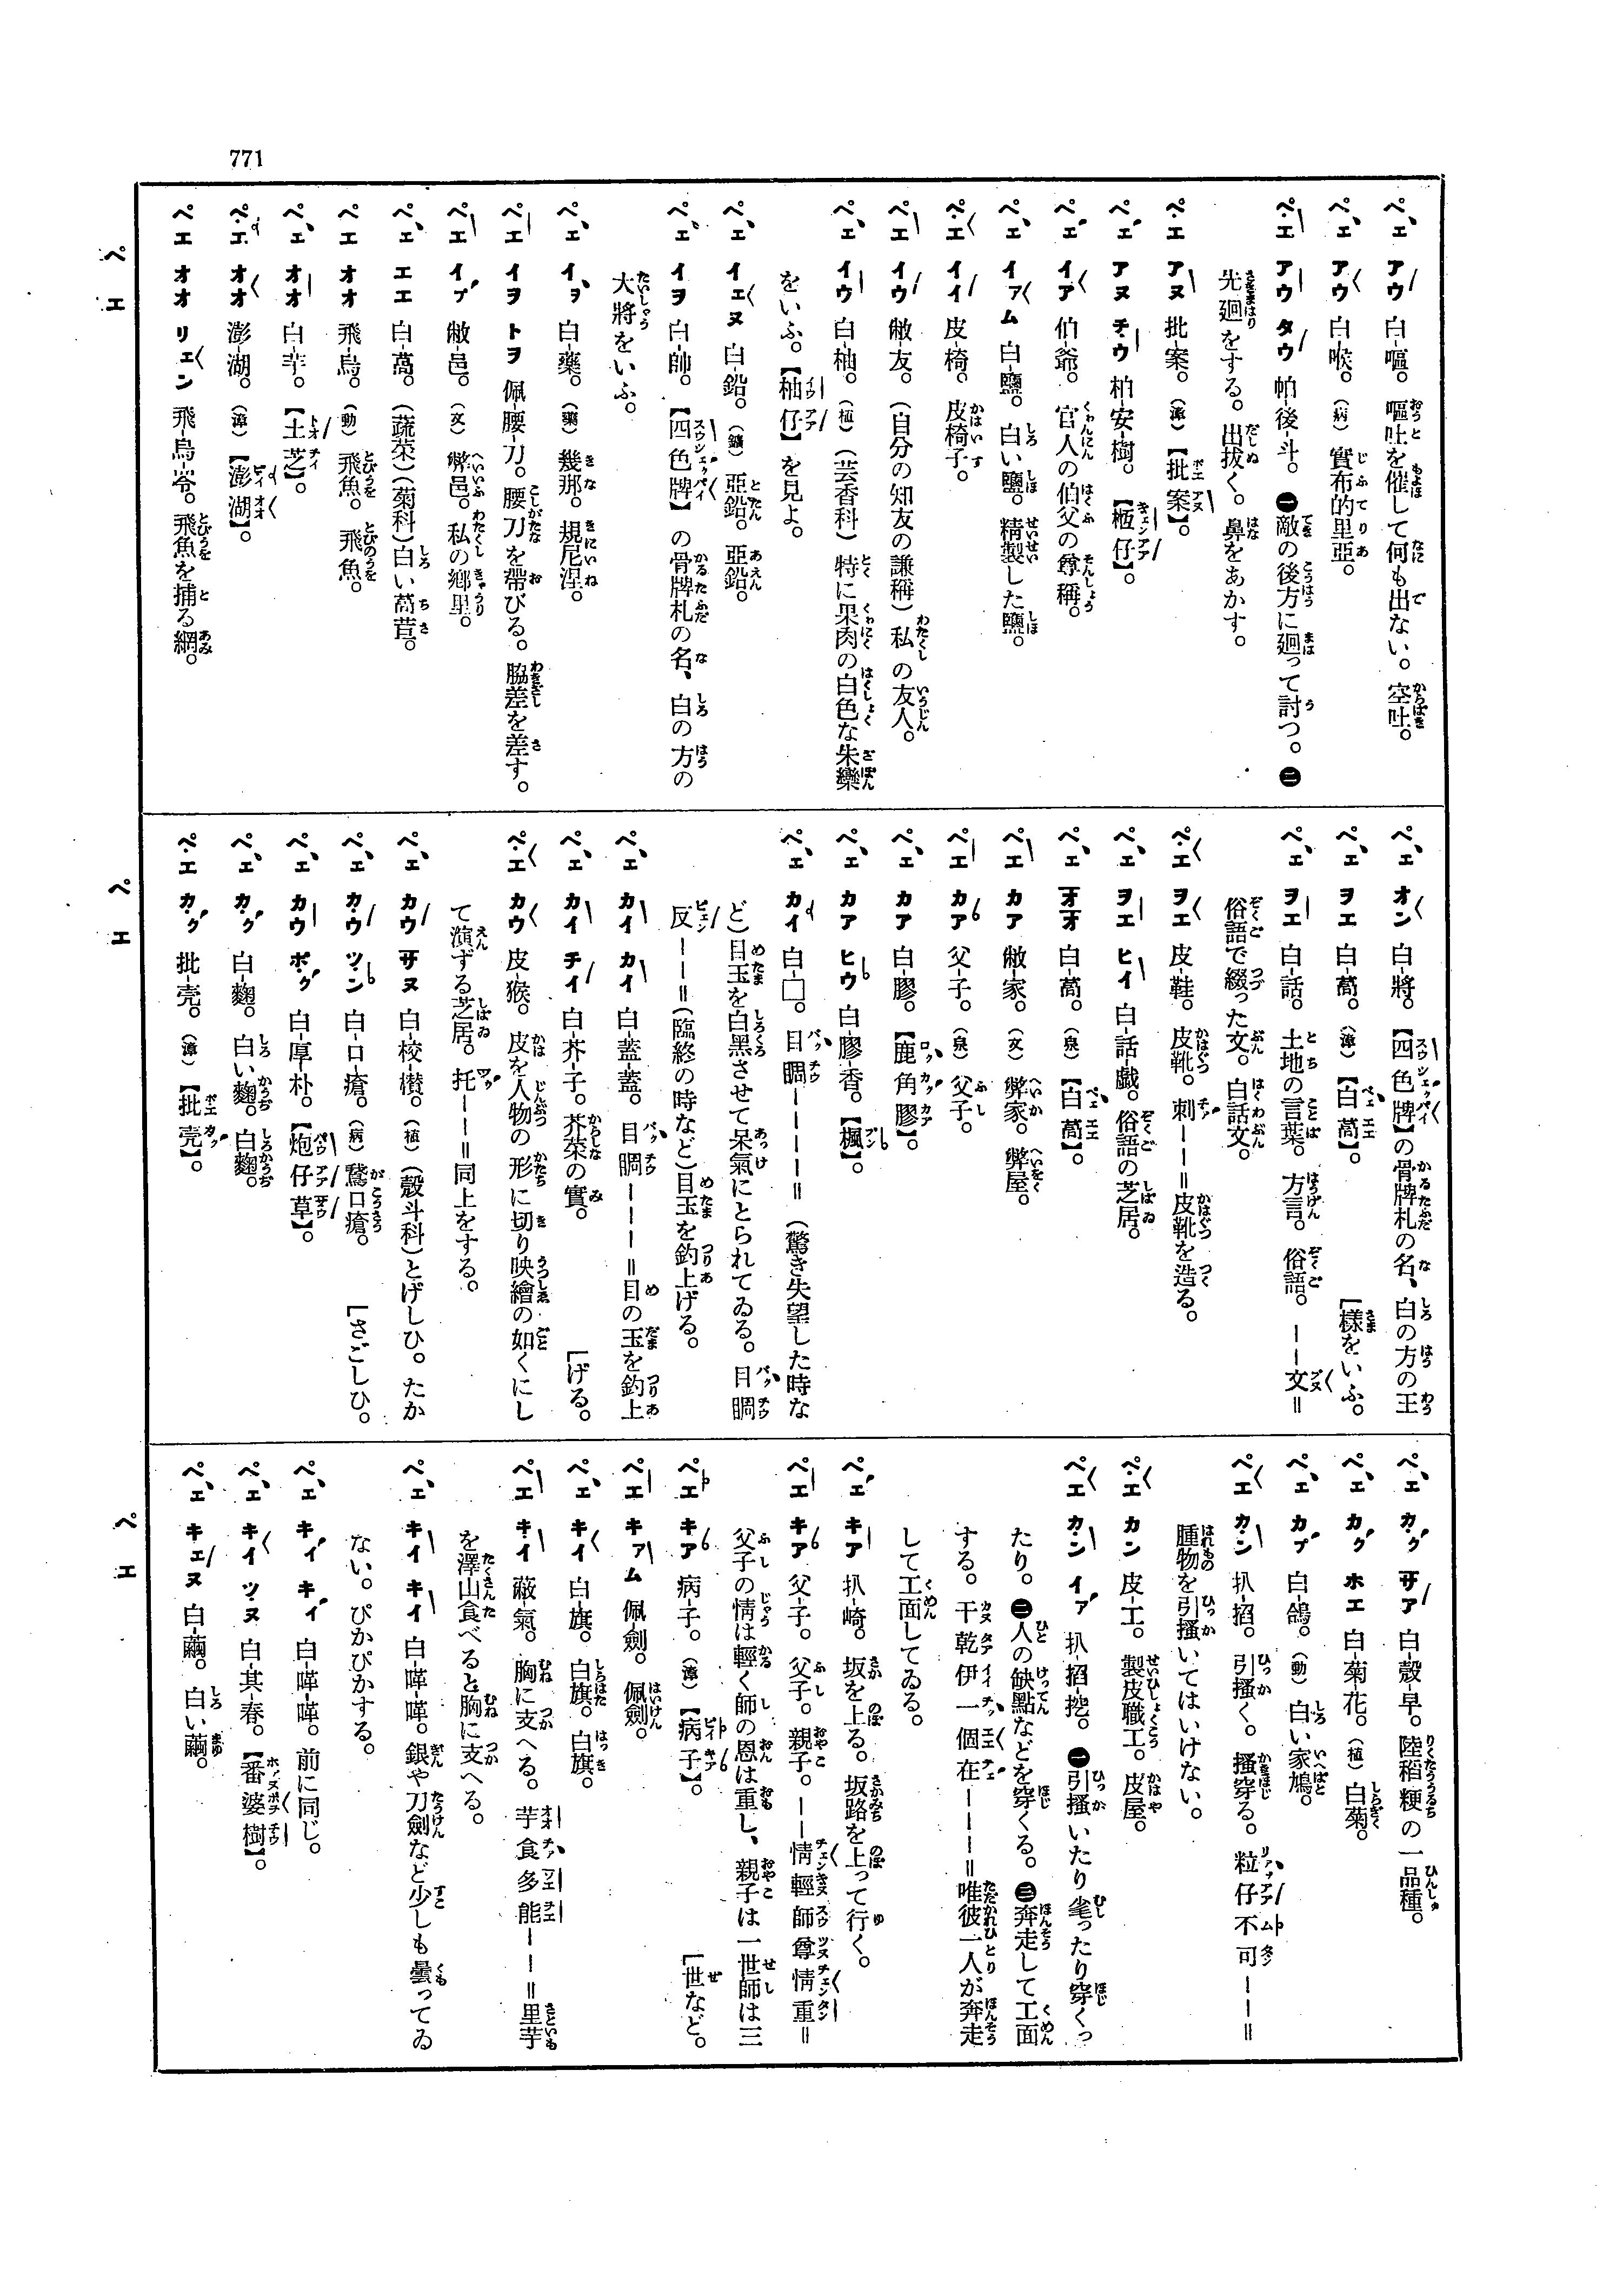 771
ペエ
ペエ アウ 白-嘔。 嘔吐を催して何も出ない。空吐。
ペエ アウ 白-喉。(病) 實布的里亞。
ペエ アウ タウ 帕-後-斗。 ㊀敵の後方に廻って討つ。㊁
先廻をする。出拔く。鼻をあかす。
ペエ アヌ 批-案。(漳)【批案】。
ペエ アヌ チウ 柏-安-樹。【𣐤仔】。
ペエ イア 伯-爺。 官人の伯父の尊稱。
ペエ イアム 白-鹽。 白い鹽。精製した鹽。
ペエ イイ 皮-椅。 皮椅子。
ペエ イウ 敝-友。(自分の知友の謙稱)私の友人。
ペエ イウ 白-柚。(植)(芸香科) 特に果肉の白色な朱欒
をいふ。【柚仔】を見よ。
ペエ イエヌ 白-鉛。(鑛) 亞鉛。亞鉛。
ペエ イヲ 白-帥。【四色牌】の骨牌札の名、白の方の
大將をいふ。
ペエ イヲ 白-藥。(藥) 幾那。規尼涅。
ペエ イヲ トヲ 佩-腰-刀。腰刀を帶びる。脇差を差す。
ペエ イプ 敝-邑。(文) 弊邑。私の鄕里。
ペエ エエ 白-萵。(蔬菜)(菊科)白い萵苣。
ペエ オオ 飛-烏。(動) 飛魚。飛魚。
ペエ オオ 白-芋。【土芝】。
ペエ オオ 澎-湖。(漳)【澎湖】。
ペエ オオ リエン 飛-烏-岺。飛魚を捕る網。
ペエ
ペエ オン 白-將。【四色牌】の骨牌札の名、白の方の王
[樣をいふ。
ペエ ヲエ 白-萵。(漳)【白萵】。
ペエ ヲエ 白-話。 土地の言葉。方言。俗語。——文=
俗語で綴った文。白話文。
ペエ ヲエ 皮-鞋。 皮靴。刺——=皮靴を造る。
ペエ ヲエ ヒイ 白-話-戲。俗語の芝居。
ペエ オオ 白-萵。(泉)【白萵】。
ペエ カア 敝-家。(文) 弊家。弊屋。
ペエ カア 父-子。(泉) 父子。
ペエ カア 白-膠。【鹿角膠】。
ペエ カア ヒウ 白-膠-香。【楓】。
ペエ カイ 白-□。目睭————=(驚き失望した時な
ど)目玉を白黑させて呆氣にとられてゐる。目睭
反———=(臨終の時など)目玉を釣上げる。
ペエ カイ カイ 白-蓋-蓋。目睭———=目の玉を釣上
[げる。
ペエ カイ チイ 白-芥-子。芥菜の實。
ペエ カウ 皮-猴。 皮を人物の形に切り映繪の如くにし
て演ずる芝居。托——=同上をする。
ペエ カウ サヌ 白-校-欑。(植)(殼斗科)とげしひ。たか
[さごしひ。
ペエ カウ ツン 白-口-瘡。(病) 鵞口瘡。
ペエ カウ ポク 白-厚-朴。【炮仔草】。
ペエ カク 白-麴。 白い麴。白麴。
ペエ カク 批-壳。(漳)【批壳】。
ペエ
ペエ カク サア 白-殼-早。陸稻粳の一品種。
ペエ カク ホエ 白-菊-花。(植) 白菊。
ペエ カプ 白-鴿。(動) 白い家鳩。
ペエ カン 扒-搯。 引搔く。搔穿る。粒仔不可——=
腫物を引搔いてはいけない。
ペエ カン 皮-工。 製皮職工。皮屋。
ペエ カン イア 扒-搯-挖。 ㊀引搔いたり毟ったり穿くっ
たり。㊁人の缺點などを穿くる。㊂奔走して工面
する。干乾伊一個在———=唯彼一人が奔走
して工面してゐる。
ペエ キア 扒-崎。 坂を上る。坂路を上って行く。
ペエ キア 父-子。 父子。親子。——情輕師尊情重=
父子の情は輕く師の恩は重し、親子は一世師は三
[世など。
ペエ キア 病-子。(漳)【病子】。
ペエ キアム 佩-劍。 佩劍。
ペエ キイ 白-旗。 白旗。白旗。
ペエ キイ 蔽-氣。 胸に支へる。芋食多能——=里芋
を澤山食べると胸に支へる。
ペエ キイ キイ 白-嘩-嘩。銀や刀劍など少しも曇ってゐ
ない。ぴかぴかする。
ペエ キイ キイ 白-嘩-嘩。前に同じ。
ペエ キイ ツヌ 白-其-春。【番婆樹】。
ペエ キエヌ 白-繭。 白い繭。